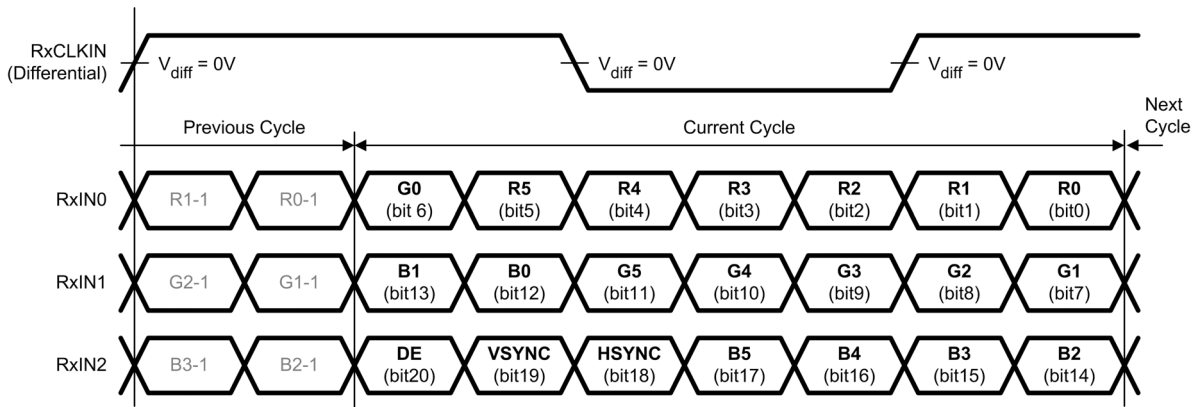 RxCLKIN
(Differential)
Vdiff = 0V Vdiff = 0V Vdiff = 0V
Previous Cycle Current Cycle Next
Cycle
RxIN0 R1-1 R0-1 G0 R5 R4 R3 R2 R1 R0
(bit 6) (bit5) (bit4) (bit3) (bit2) (bit1) (bit0)
RxIN1 G2-1 G1-1 B1 B0 G5 G4 G3 G2 G1
(bit13) (bit12) (bit11) (bit10) (bit9) (bit8) (bit7)
RxIN2 B3-1 B2-1 DE VSYNC HSYNC B5 B4 B3 B2
(bit20) (bit19) (bit18) (bit17) (bit16) (bit15) (bit14)